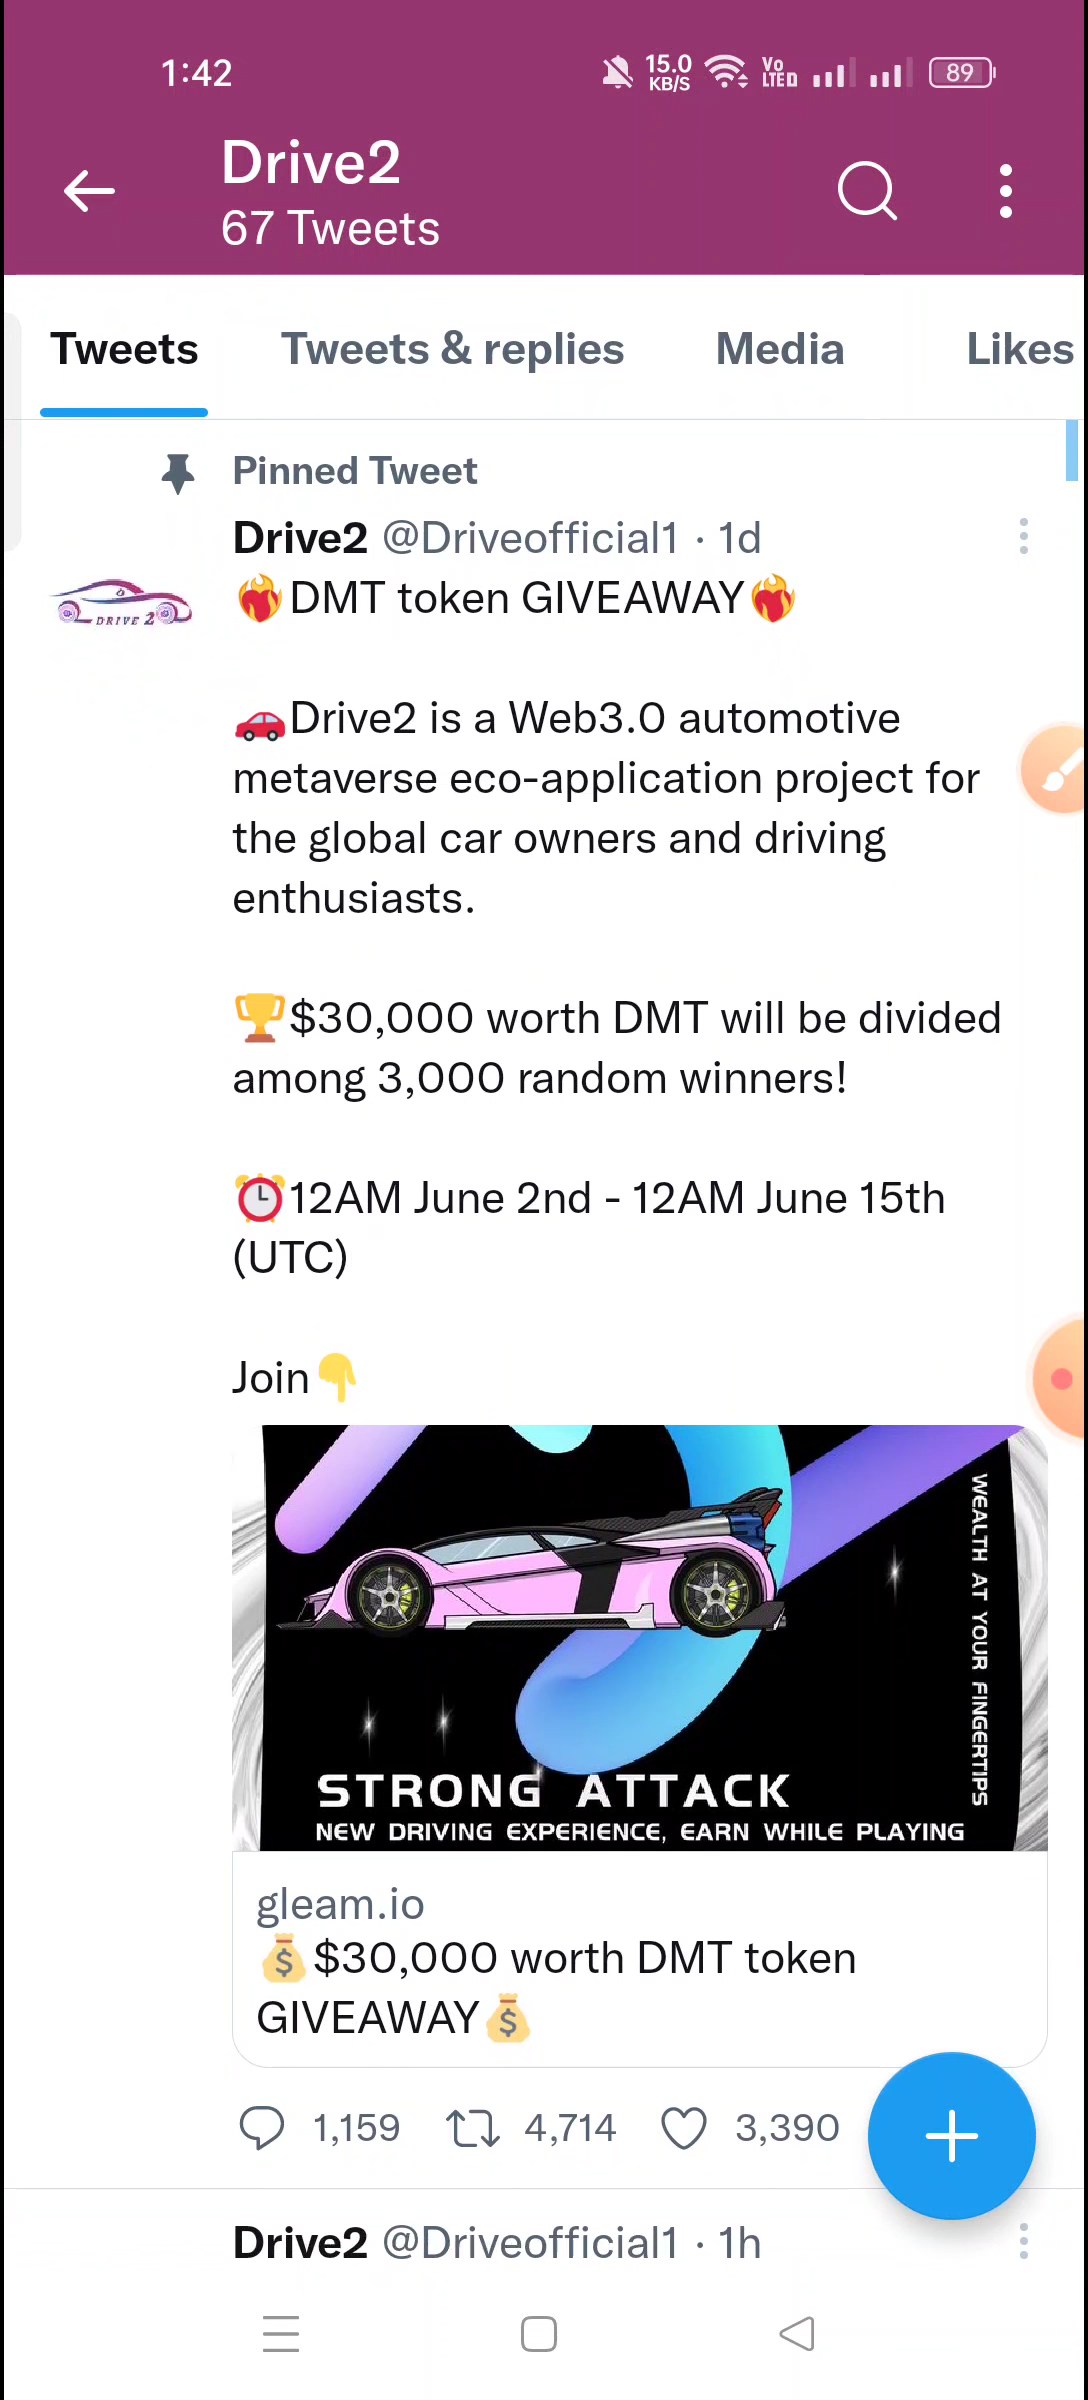 1:42
15.0 KB/S
Vo LTED
89
Drive2
67 Tweets
Tweets
Tweets & replies
Media
Likes
Pinned Tweet
Drive2 @Driveofficial1 · 1d
❤️‍🔥DMT token GIVEAWAY❤️‍🔥
DRIVE 2
🚗Drive2 is a Web3.0 automotive
metaverse eco-application project for
the global car owners and driving
enthusiasts.
🏆$30,000 worth DMT will be divided
among 3,000 random winners!
⏰12AM June 2nd - 12AM June 15th
(UTC)
Join👇
WEALTH AT YOUR FINGERTIPS
STRONG ATTACK
NEW DRIVING EXPERIENCE, EARN WHILE PLAYING
gleam.io
💰$30,000 worth DMT token
GIVEAWAY💰
1,159
4,714
3,390
Drive2 @Driveofficial1 · 1h